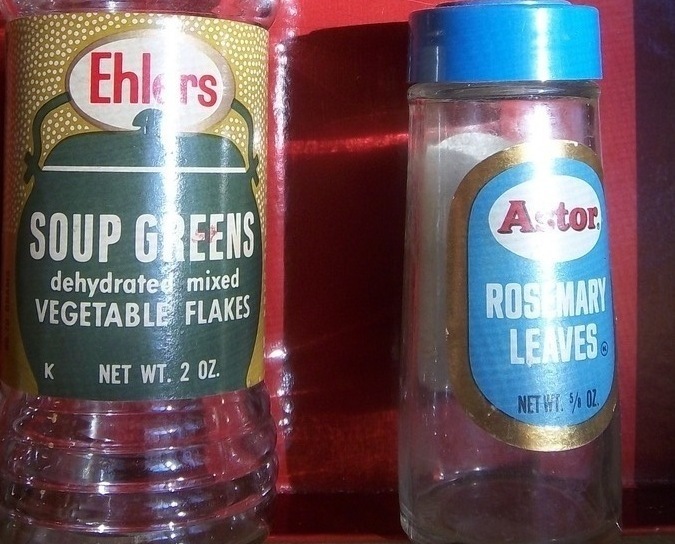 Ehlers
SOUP GREENS
dehydrated mixed
VEGETABLE FLAKES
K NET WT. 2 OZ.
Astor
ROSEMARY
LEAVES
NET WT. 5/8 OZ.